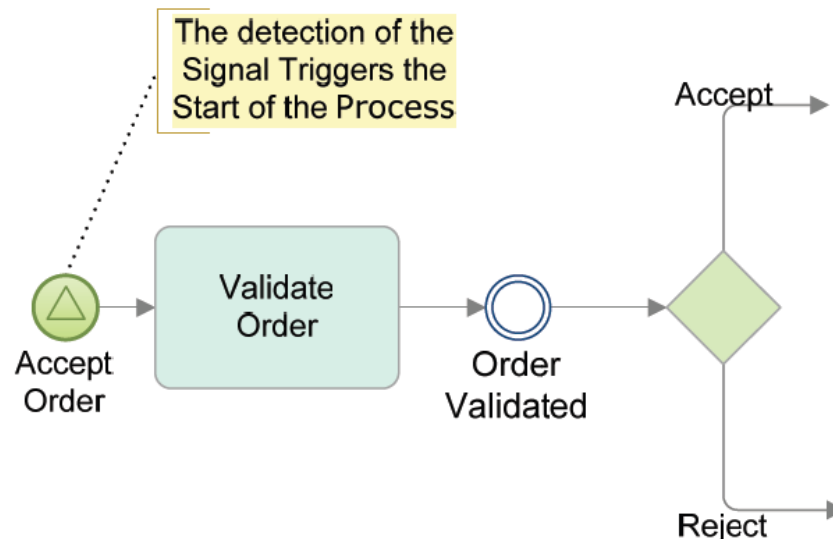 The detection of the
Signal Triggers the
Start of the Process
Accept
Validate
Order
Accept
Order
Order
Validated
Reject